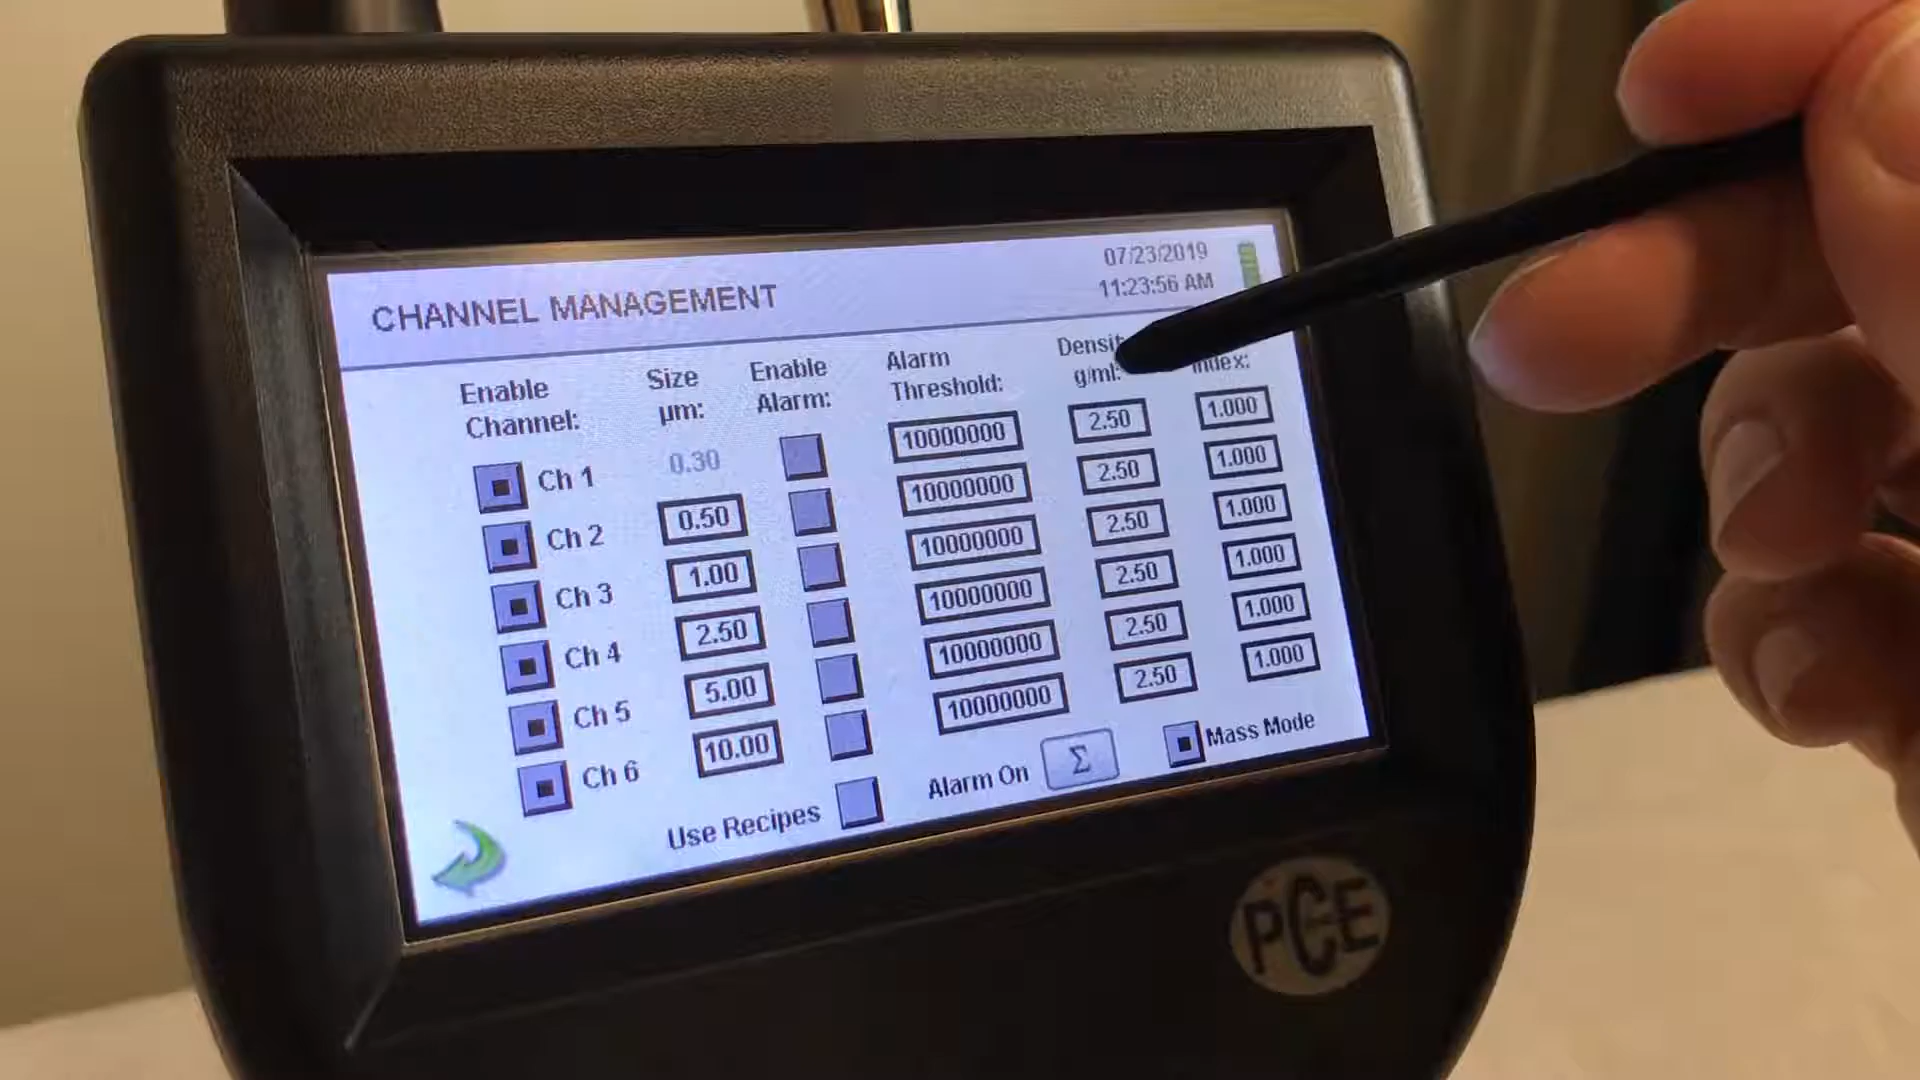 07/23/2019
CHANNEL MANAGEMENT 11:23:56 AM
Enable Size Enable Alarm
Channel: µm: Alarm: Threshold: g/ml: Index:
Ch 1 0.30 10000000 2.50 1.000
Ch 2 0.50 10000000 2.50 1.000
Ch 3 1.00 10000000 2.50 1.000
Ch 4 2.50 10000000 2.50 1.000
Ch 5 5.00 10000000 2.50 1.000
Ch 6 10.00 10000000 2.50 1.000
Use Recipes Alarm On Σ Mass Mode
PCE